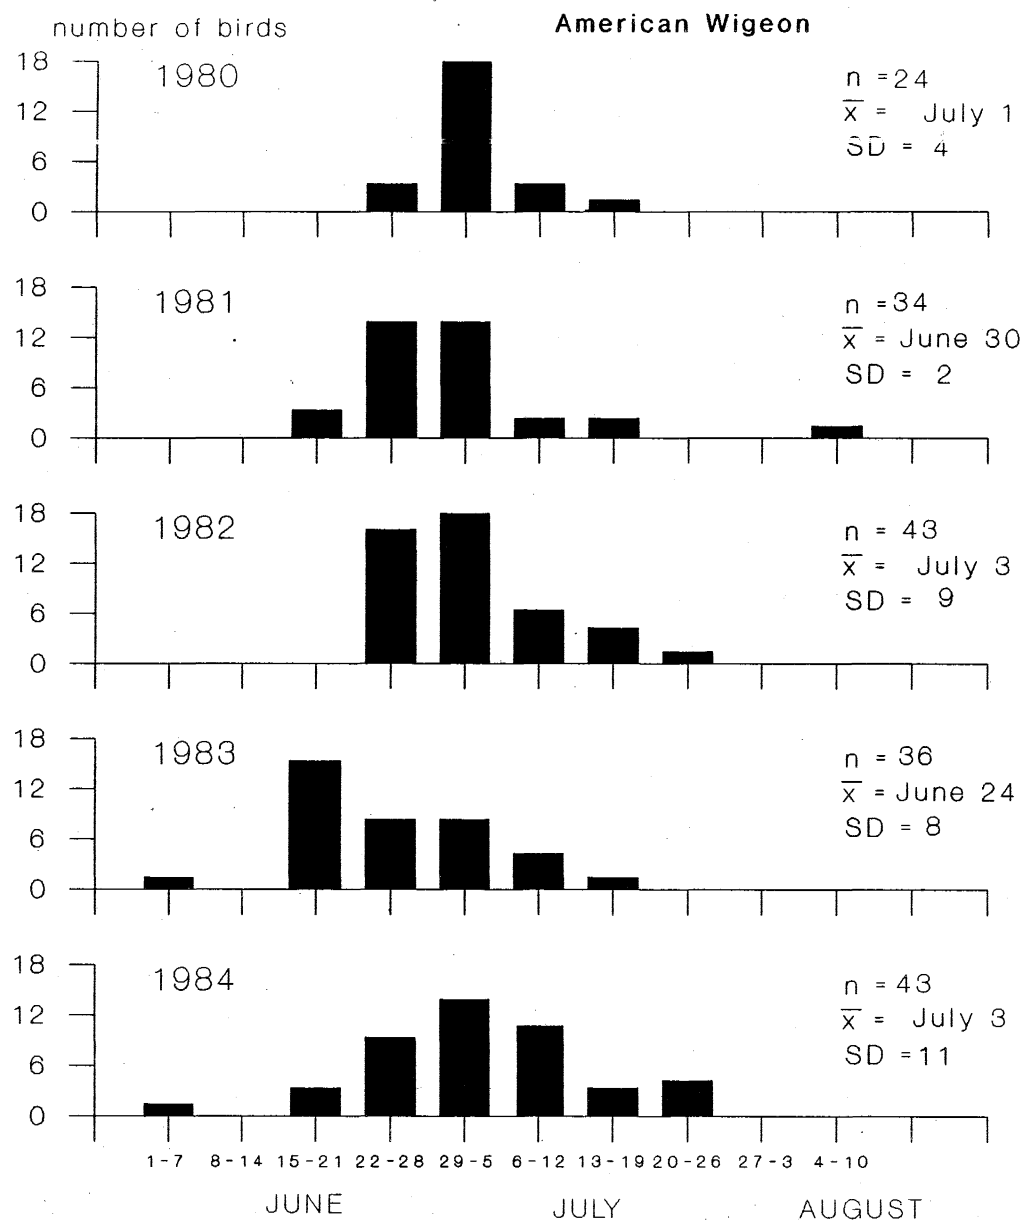 number of birds
American Wigeon
18
12
6
0
1980
n = 24
x̅ = July 1
SD = 4
18
12
6
0
1981
n = 34
x̅ = June 30
SD = 2
18
12
6
0
1982
n = 43
x̅ = July 3
SD = 9
18
12
6
0
1983
n = 36
x̅ = June 24
SD = 8
18
12
6
0
1984
n = 43
x̅ = July 3
SD = 11
1-7 8-14 15-21 22-28 29-5 6-12 13-19 20-26 27-3 4-10
JUNE JULY AUGUST